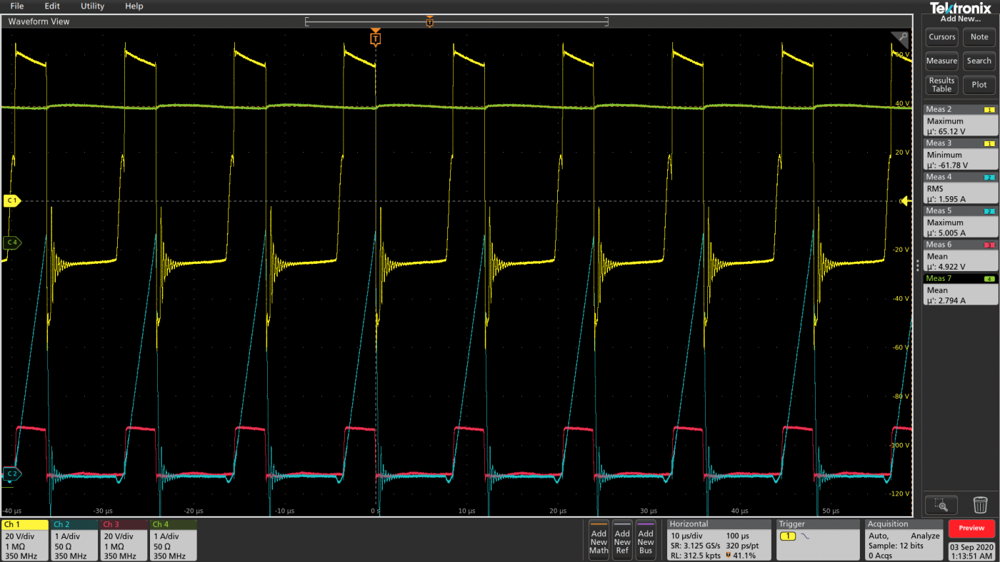 File Edit Utility Help
Tektronix
Waveform View
Add New...
T
T
Cursors Note
Measure Search
Results Table Plot
60 V
40 V
20 V
0 V
-20 V
-40 V
-60 V
-80 V
-100 V
-120 V
C 1
C 4
C 2
-40 µs -30 µs -20 µs -10 µs 0 s 10 µs 20 µs 30 µs 40 µs 50 µs
Meas 2 1
Maximum
µ': 65.12 V
Meas 3 1
Minimum
µ': -61.78 V
Meas 4 2
RMS
µ': 1.595 A
Meas 5 2
Maximum
µ': 5.005 A
Meas 6 3
Mean
µ': 4.922 V
Meas 7 4
Mean
µ': 2.794 A
Ch 1
20 V/div
1 MΩ
350 MHz
Ch 2
1 A/div
50 Ω
350 MHz
Ch 3
20 V/div
1 MΩ
350 MHz
Ch 4
1 A/div
50 Ω
350 MHz
Add New Math
Add New Ref
Add New Bus
Horizontal
10 µs/div 100 µs
SR: 3.125 GS/s 320 ps/pt
RL: 312.5 kpts 41.1%
Trigger
1
Acquisition
Auto, Analyze
Sample: 12 bits
0 Acqs
Preview
03 Sep 2020
1:13:51 AM